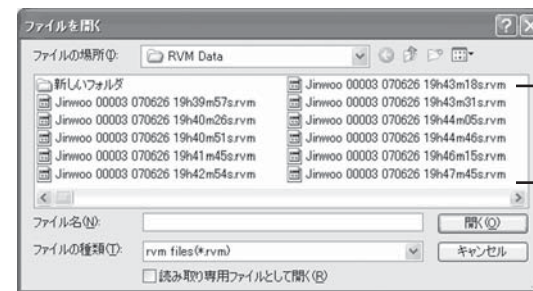 ファイルを開く
ファイルの場所(I):
RVM Data
新しいフォルダ
Jinwoo 00003 070626 19h39m57s.rvm
Jinwoo 00003 070626 19h40m26s.rvm
Jinwoo 00003 070626 19h40m51s.rvm
Jinwoo 00003 070626 19h41m45s.rvm
Jinwoo 00003 070626 19h42m54s.rvm
Jinwoo 00003 070626 19h43m18s.rvm
Jinwoo 00003 070626 19h43m31s.rvm
Jinwoo 00003 070626 19h44m05s.rvm
Jinwoo 00003 070626 19h44m46s.rvm
Jinwoo 00003 070626 19h46m15s.rvm
Jinwoo 00003 070626 19h47m45s.rvm
ファイル名(N):
開く(O)
ファイルの種類(T):
rvm files(*.rvm)
キャンセル
読み取り専用ファイルとして開く(R)